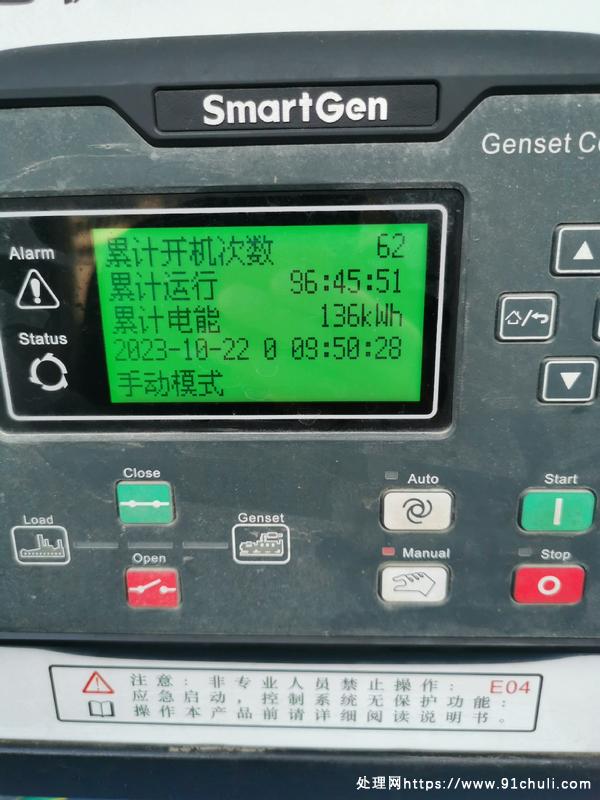 SmartGen
Genset Co
Alarm
Status
累计开机次数 62
累计运行 96:45:51
累计电能 136kWh
2023-10-22 0 09:50:28
手动模式
Close
Auto
Start
Load
Genset
Open
Manual
Stop
注意:非专业人员禁止操作: E04
应急启动,控制系统无保护功能:
操作本产品前请详细阅读说明书。
处理网https://www.91chuli.com